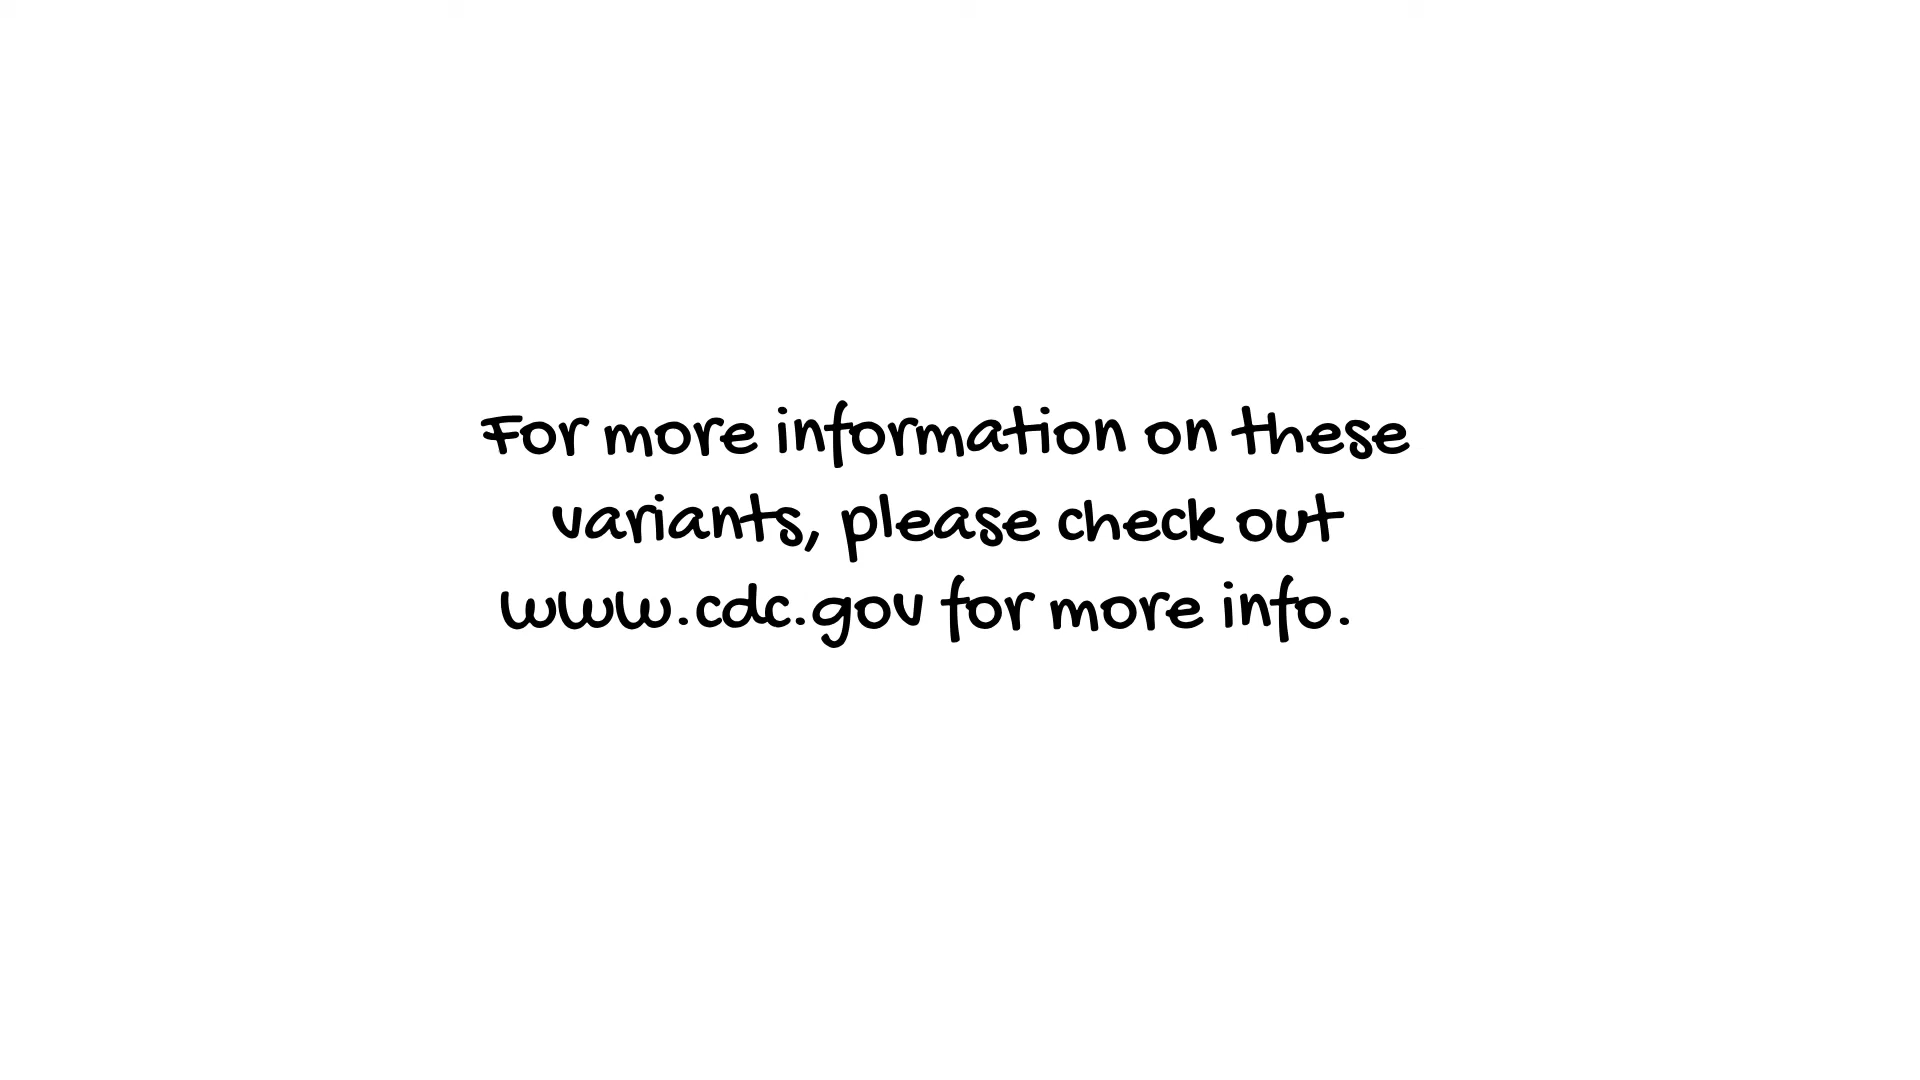 For more information on these
variants, please check out
www.cdc.gov for more info.